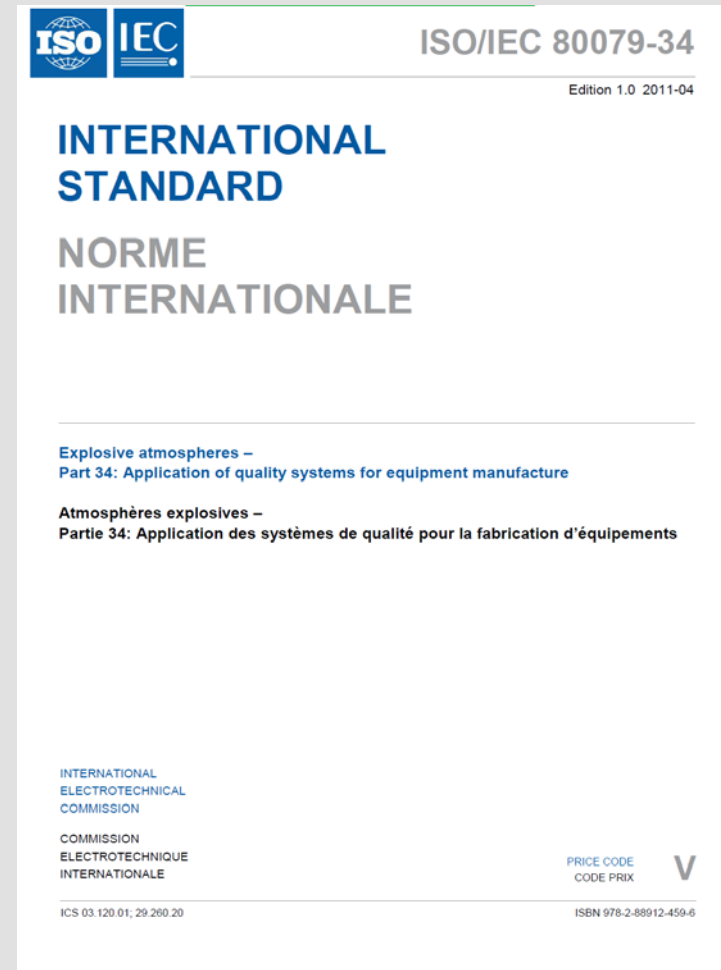 ISO IEC
ISO/IEC 80079-34
Edition 1.0 2011-04
INTERNATIONAL
STANDARD
NORME
INTERNATIONALE
Explosive atmospheres –
Part 34: Application of quality systems for equipment manufacture
Atmosphères explosives –
Partie 34: Application des systèmes de qualité pour la fabrication d'équipements
INTERNATIONAL
ELECTROTECHNICAL
COMMISSION
COMMISSION
ELECTROTECHNIQUE
INTERNATIONALE
PRICE CODE
CODE PRIX
V
ICS 03.120.01; 29.260.20
ISBN 978-2-88912-459-6